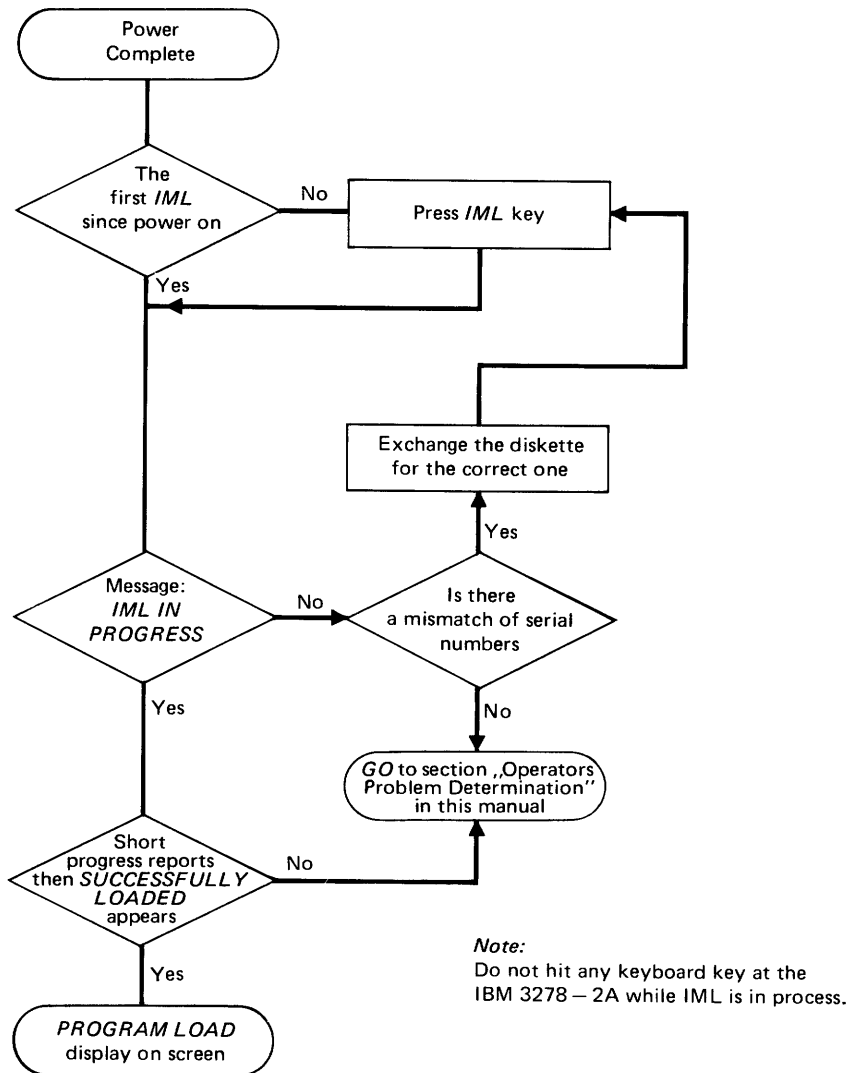 Power
Complete
The
first IML
since power on
No
Press IML key
Yes
Exchange the diskette
for the correct one
Yes
Message:
IML IN
PROGRESS
No
Is there
a mismatch of serial
numbers
Yes
No
GO to section ,,Operators
Problem Determination"
in this manual
Short
progress reports
then SUCCESSFULLY
LOADED
appears
No
Note:
Do not hit any keyboard key at the
IBM 3278 – 2A while IML is in process.
Yes
PROGRAM LOAD
display on screen